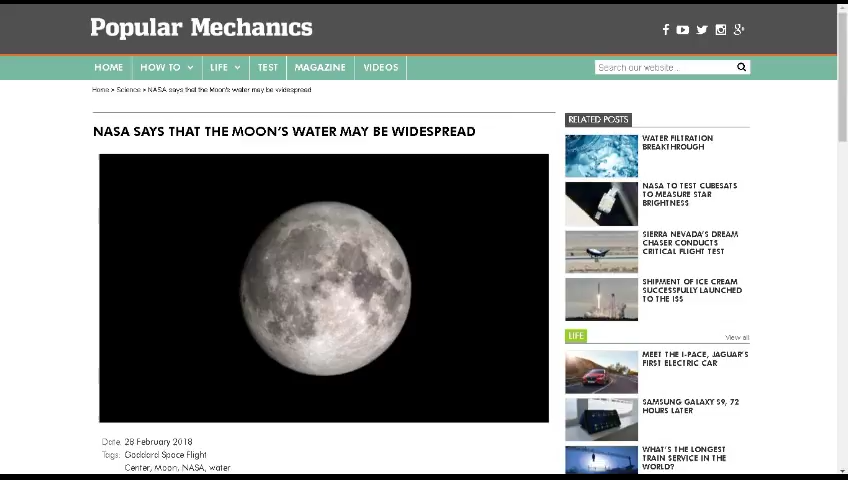 Popular Mechanics
HOME HOW TO LIFE TEST MAGAZINE VIDEOS
Search our website...
Home > Science > NASA says that the Moon's water may be widespread
NASA SAYS THAT THE MOON'S WATER MAY BE WIDESPREAD
Date: 28 February 2018
Tags: Goddard Space Flight
Center, Moon, NASA, water
RELATED POSTS
WATER FILTRATION
BREAKTHROUGH
NASA TO TEST CUBESATS
TO MEASURE STAR
BRIGHTNESS
SIERRA NEVADA'S DREAM
CHASER CONDUCTS
CRITICAL FLIGHT TEST
SHIPMENT OF ICE CREAM
SUCCESSFULLY LAUNCHED
TO THE ISS
LIFE View all
MEET THE I-PACE, JAGUAR'S
FIRST ELECTRIC CAR
SAMSUNG GALAXY S9, 72
HOURS LATER
WHAT'S THE LONGEST
TRAIN SERVICE IN THE
WORLD?